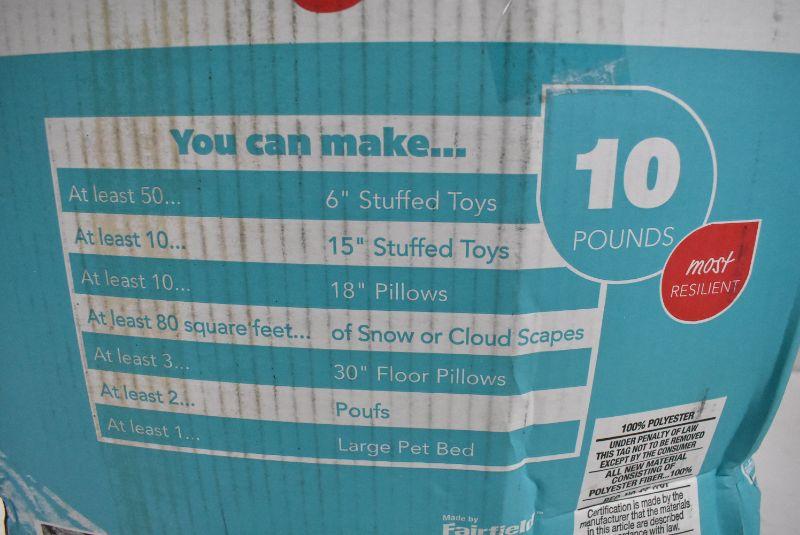 You can make...
At least 50... 6" Stuffed Toys
At least 10... 15" Stuffed Toys
At least 10... 18" Pillows
At least 80 square feet... of Snow or Cloud Scapes
At least 3... 30" Floor Pillows
At least 2... Poufs
At least 1... Large Pet Bed
10
POUNDS
most
RESILIENT
100% POLYESTER
UNDER PENALTY OF LAW
THIS TAG NOT TO BE REMOVED
EXCEPT BY THE CONSUMER
ALL NEW MATERIAL
CONSISTING OF
POLYESTER FIBER...100%
Certification is made by the
manufacturer that the materials
in this article are described
with law.
Made by
Fairfield